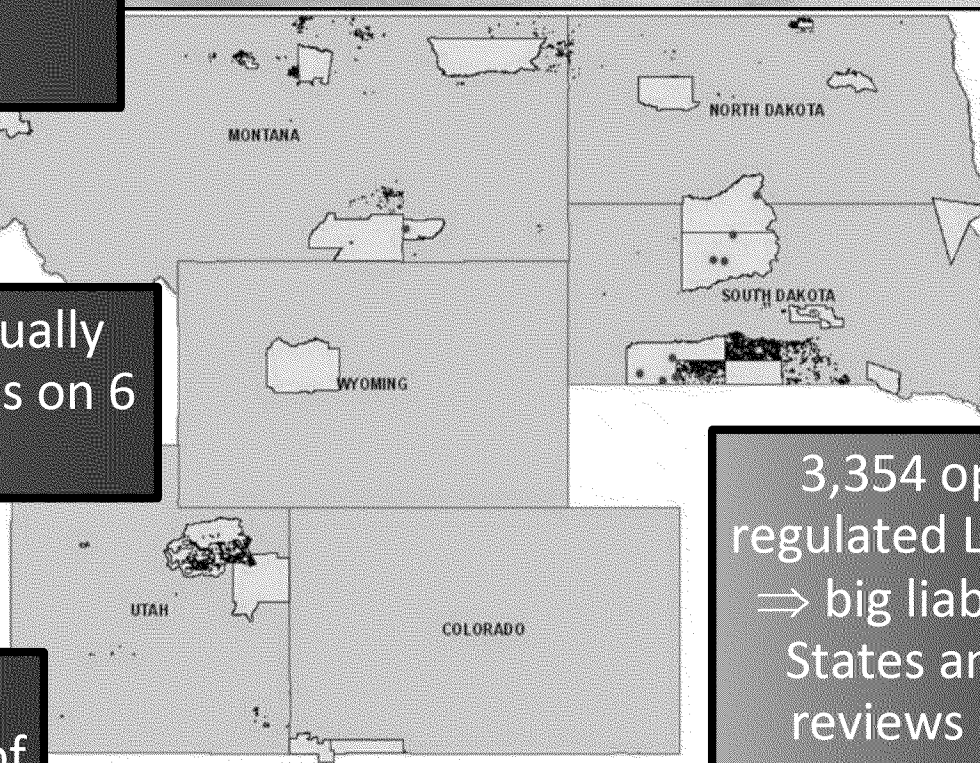 MONTANA
NORTH DAKOTA
SOUTH DAKOTA
ually
s on 6
WYOMING
3,354 op
regulated L
⇒ big liab
States an
reviews
UTAH
COLORADO
of